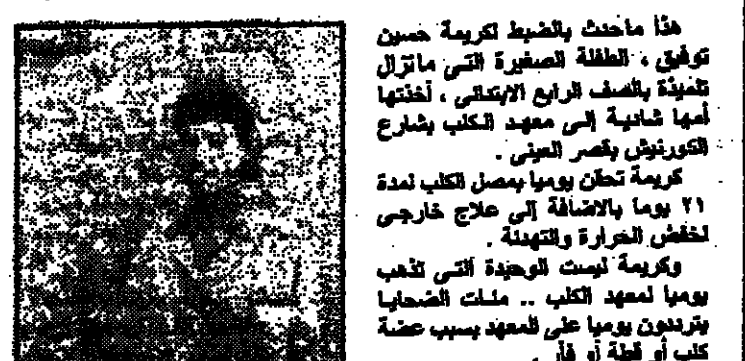 هذا ماحدث بالضبط لكريمة حسين
توفيق ، الطفلة الصغيرة التى ماتزال
تلميذة بالصف الرابع الابتدائى ، أخذتها
أمها شادية إلى معهد الكلب بشارع
الكورنيش بقصر العينى .
كريمة تحقن يوميا بمصل الكلب لمدة
٢١ يوما بالاضافة إلى علاج خارجى
لخفض الحرارة والتهدئة .
وكريمة ليست الوحيدة التى تذهب
يوميا لمعهد الكلب .. مئات الضحايا
يترددون يوميا على المعهد بسبب عضة
كلب أو قطة أو فأر .